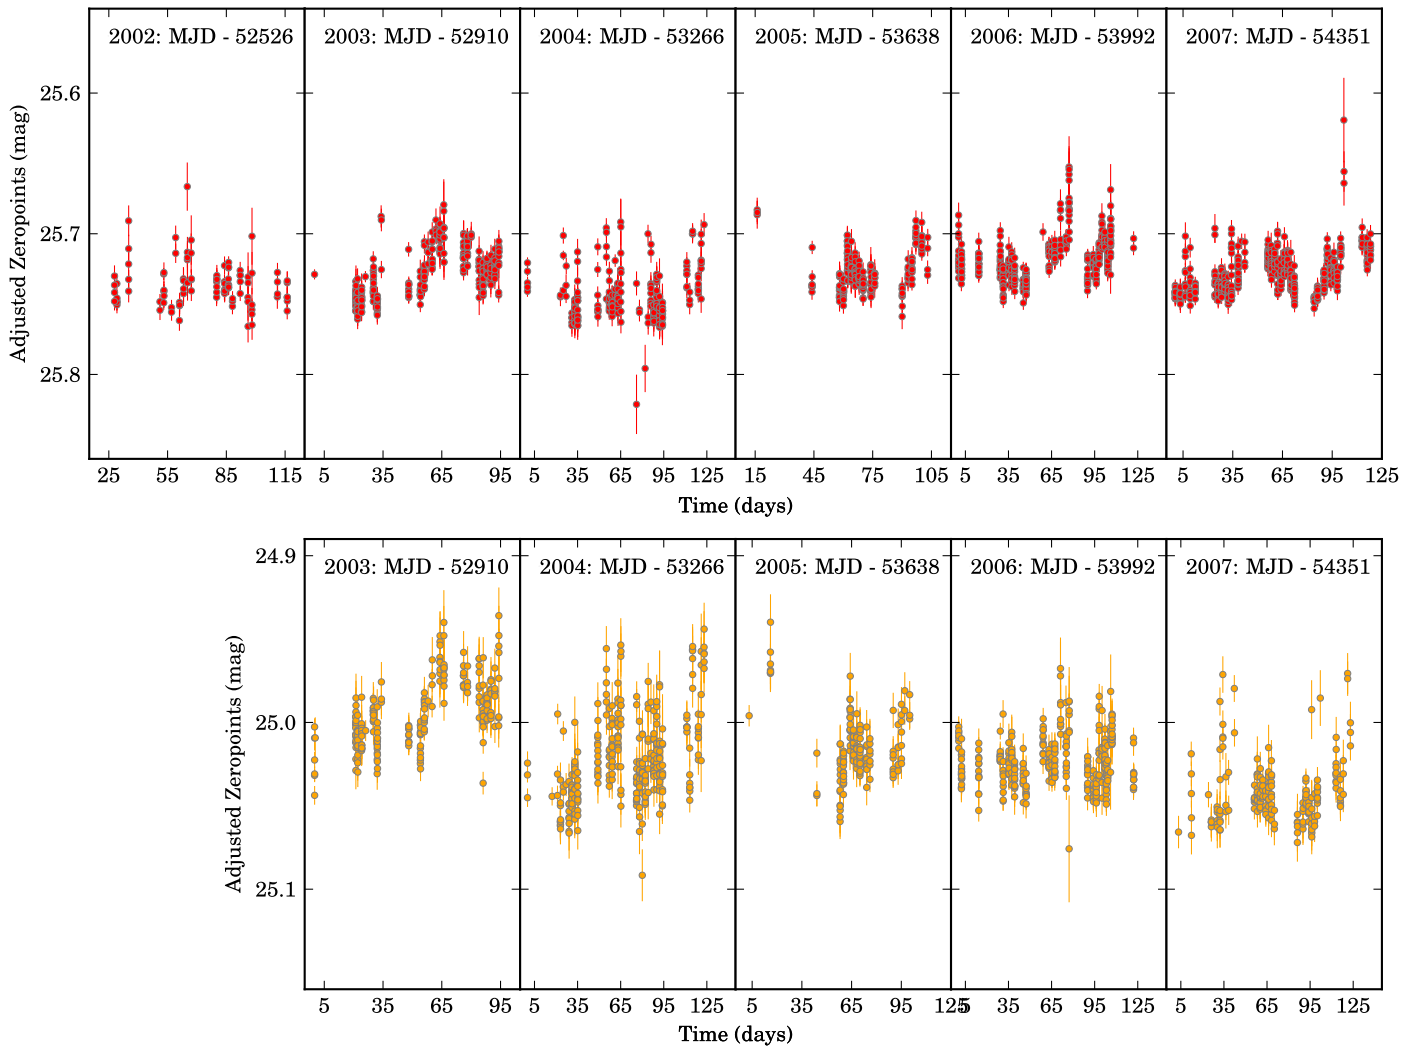 2002: MJD - 52526 2003: MJD - 52910 2004: MJD - 53266 2005: MJD - 53638 2006: MJD - 53992 2007: MJD - 54351
25.6
25.7
25.8
Adjusted Zeropoints (mag)
25 55 85 115 5 35 65 95 5 35 65 95 125 15 45 75 105 5 35 65 95 125 5 35 65 95 125
Time (days)
24.9
2003: MJD - 52910 2004: MJD - 53266 2005: MJD - 53638 2006: MJD - 53992 2007: MJD - 54351
25.0
25.1
Adjusted Zeropoints (mag)
5 35 65 95 5 35 65 95 125 5 35 65 95 125 5 35 65 95 125 5 35 65 95 125
Time (days)